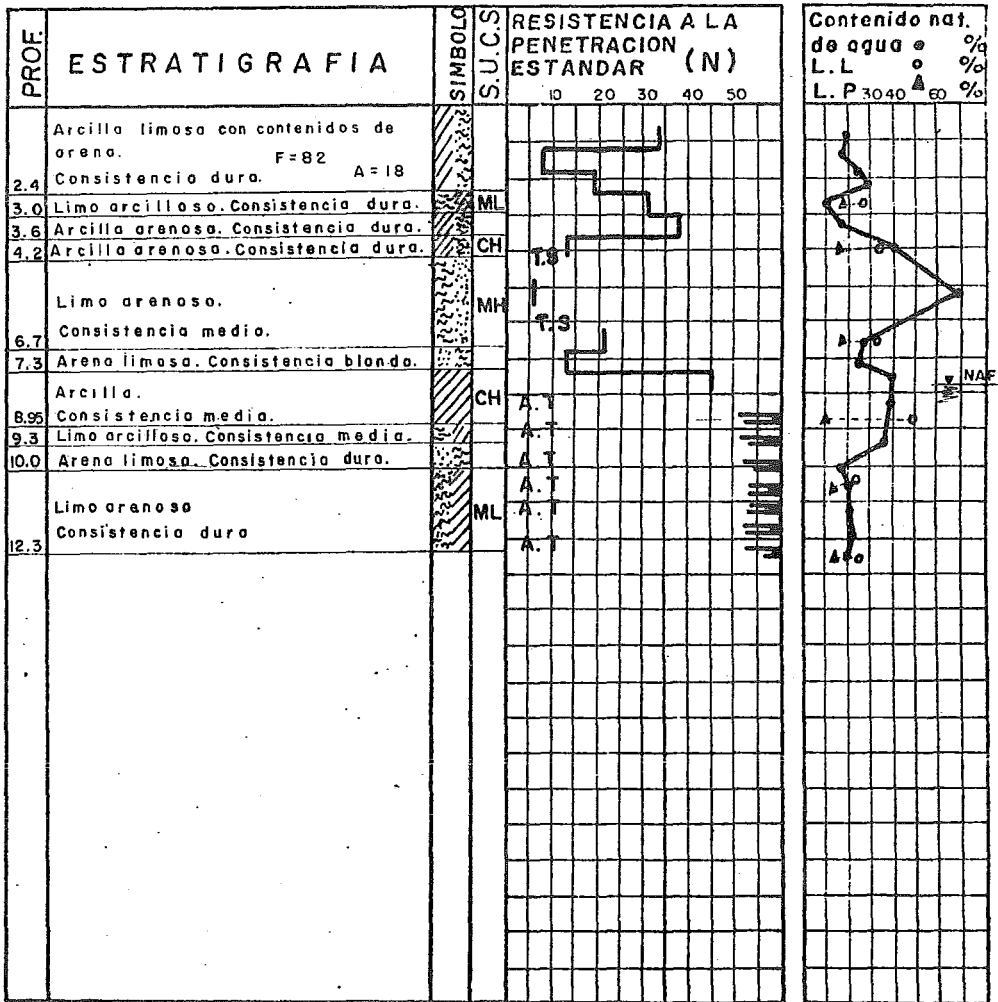 PROF.
ESTRATIGRAFIA
SIMBOLO
S.U.C.S
RESISTENCIA A LA
PENETRACION
ESTANDAR (N)
10 20 30 40 50
Contenido nat.
de agua %
L.L %
L.P 30 40 60 %
Arcilla limosa con contenidos de
arena. F=82
Consistencia dura. A=18
2.4
3.0 Limo arcilloso. Consistencia dura. ML
3.6 Arcilla arenosa. Consistencia dura.
4.2 Arcilla arenosa. Consistencia dura. CH
T.S
Limo arenoso.
MH
Consistencia media.
T.S
6.7
7.3 Arena limosa. Consistencia blanda.
NAF
Arcilla.
CH
A.T
8.95 Consistencia media.
A.T
9.3 Limo arcilloso. Consistencia media.
10.0 Arena limosa. Consistencia dura.
A.T
A.T
Limo arenoso
ML
A.T
Consistencia dura
12.3
A.T